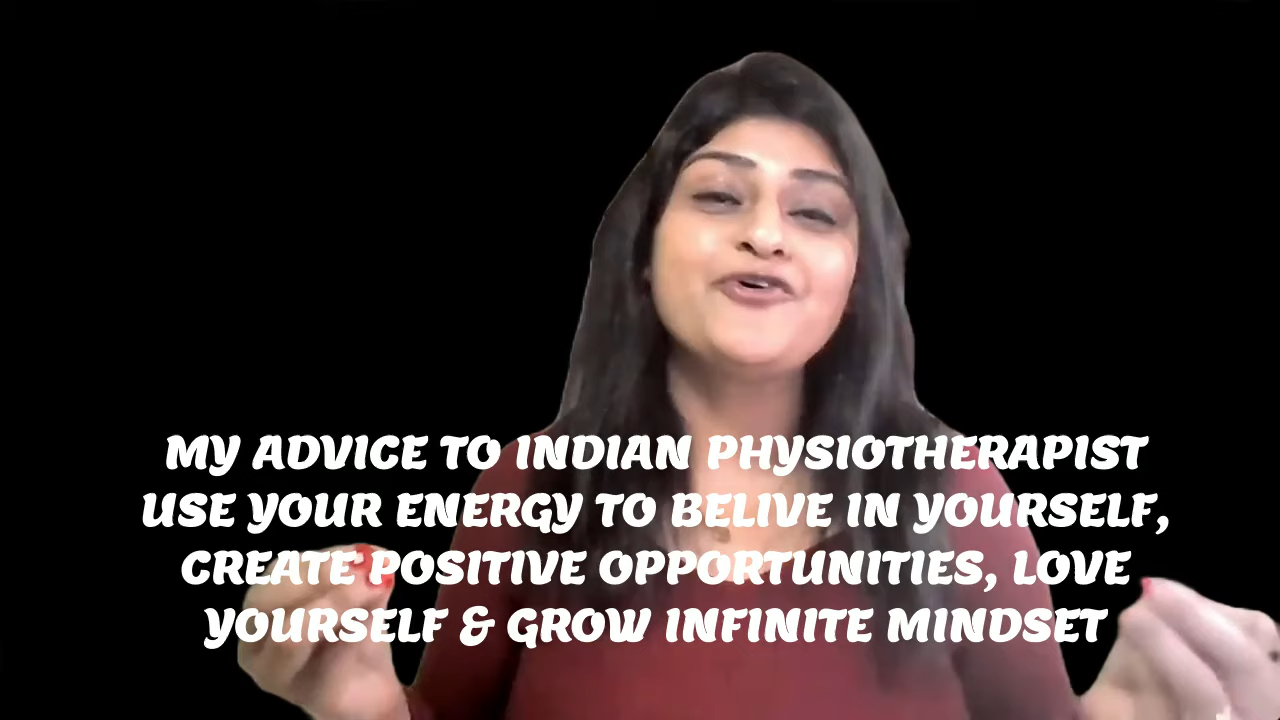 MY ADVICE TO INDIAN PHYSIOTHERAPIST
USE YOUR ENERGY TO BELIVE IN YOURSELF,
CREATE POSITIVE OPPORTUNITIES, LOVE
YOURSELF & GROW INFINITE MINDSET